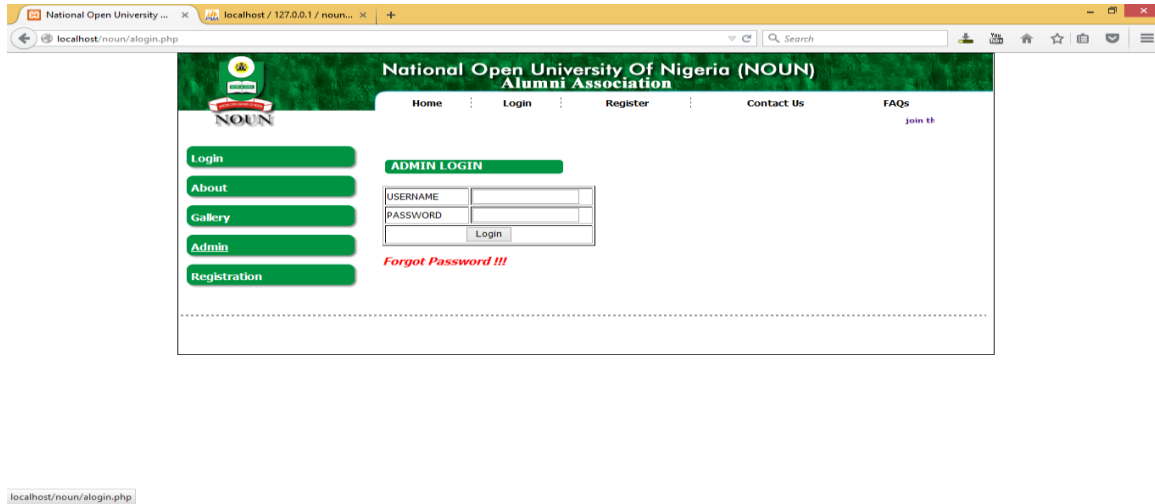 National Open University ...
localhost / 127.0.0.1 / noun...
localhost/noun/alogin.php
Search
National Open University Of Nigeria (NOUN)
Alumni Association
NOUN
Home Login Register Contact Us FAQs
join th
Login
About
Gallery
Admin
Registration
ADMIN LOGIN
USERNAME
PASSWORD
Login
Forgot Password !!!
localhost/noun/alogin.php